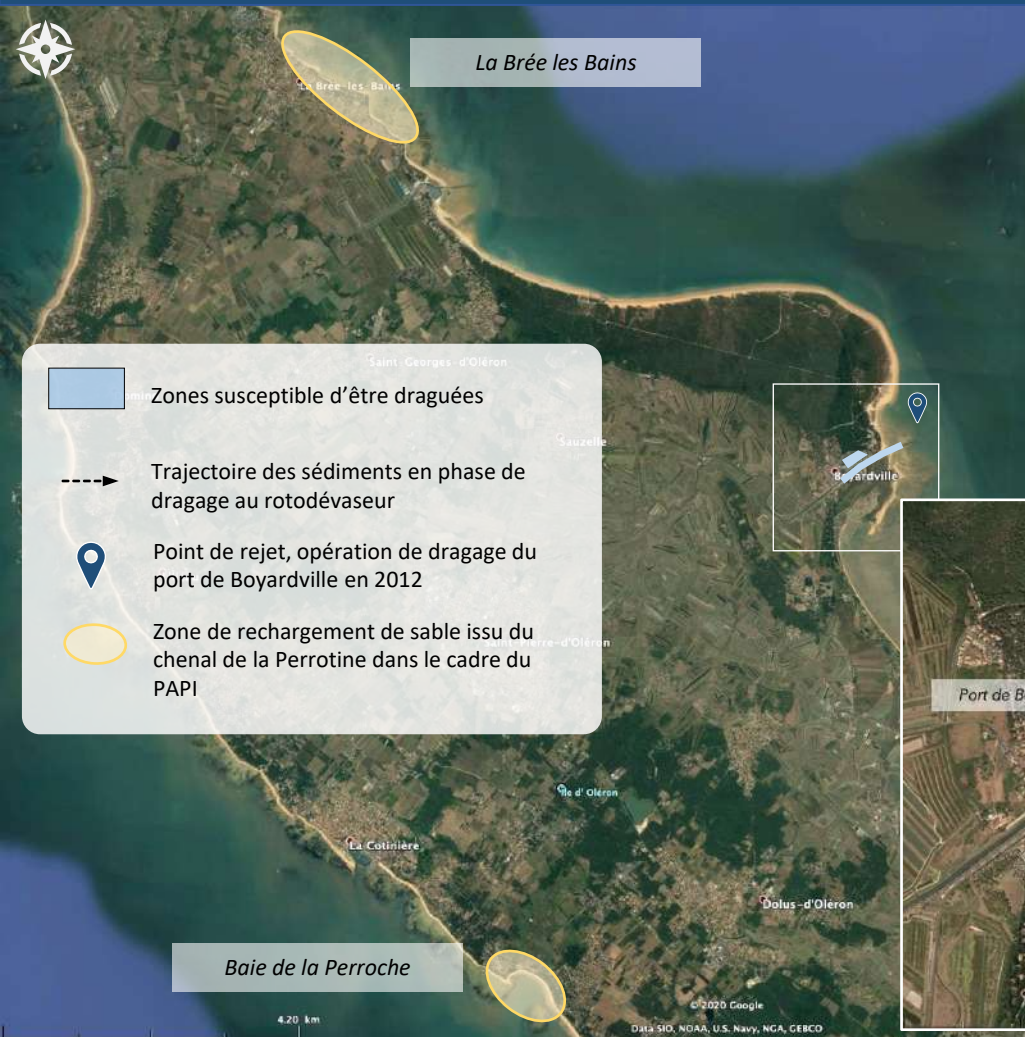 La Brée les Bains
La Brée-les-Bains
Saint-Georges-d'Oléron
Zones susceptible d'être draguées
Sauzelle
Trajectoire des sédiments en phase de
dragage au rotodévaseur
Boyardville
Point de rejet, opération de dragage du
port de Boyardville en 2012
Zone de rechargement de sable issu du
chenal de la Perrotine dans le cadre du
PAPI
Saint-Pierre-d'Oléron
Port de B
Île d' Oléron
La Cotinière
Dolus-d'Oléron
Baie de la Perroche
©2020 Google
4.20 km
Data SIO, NOAA, U.S. Navy, NGA, GEBCO